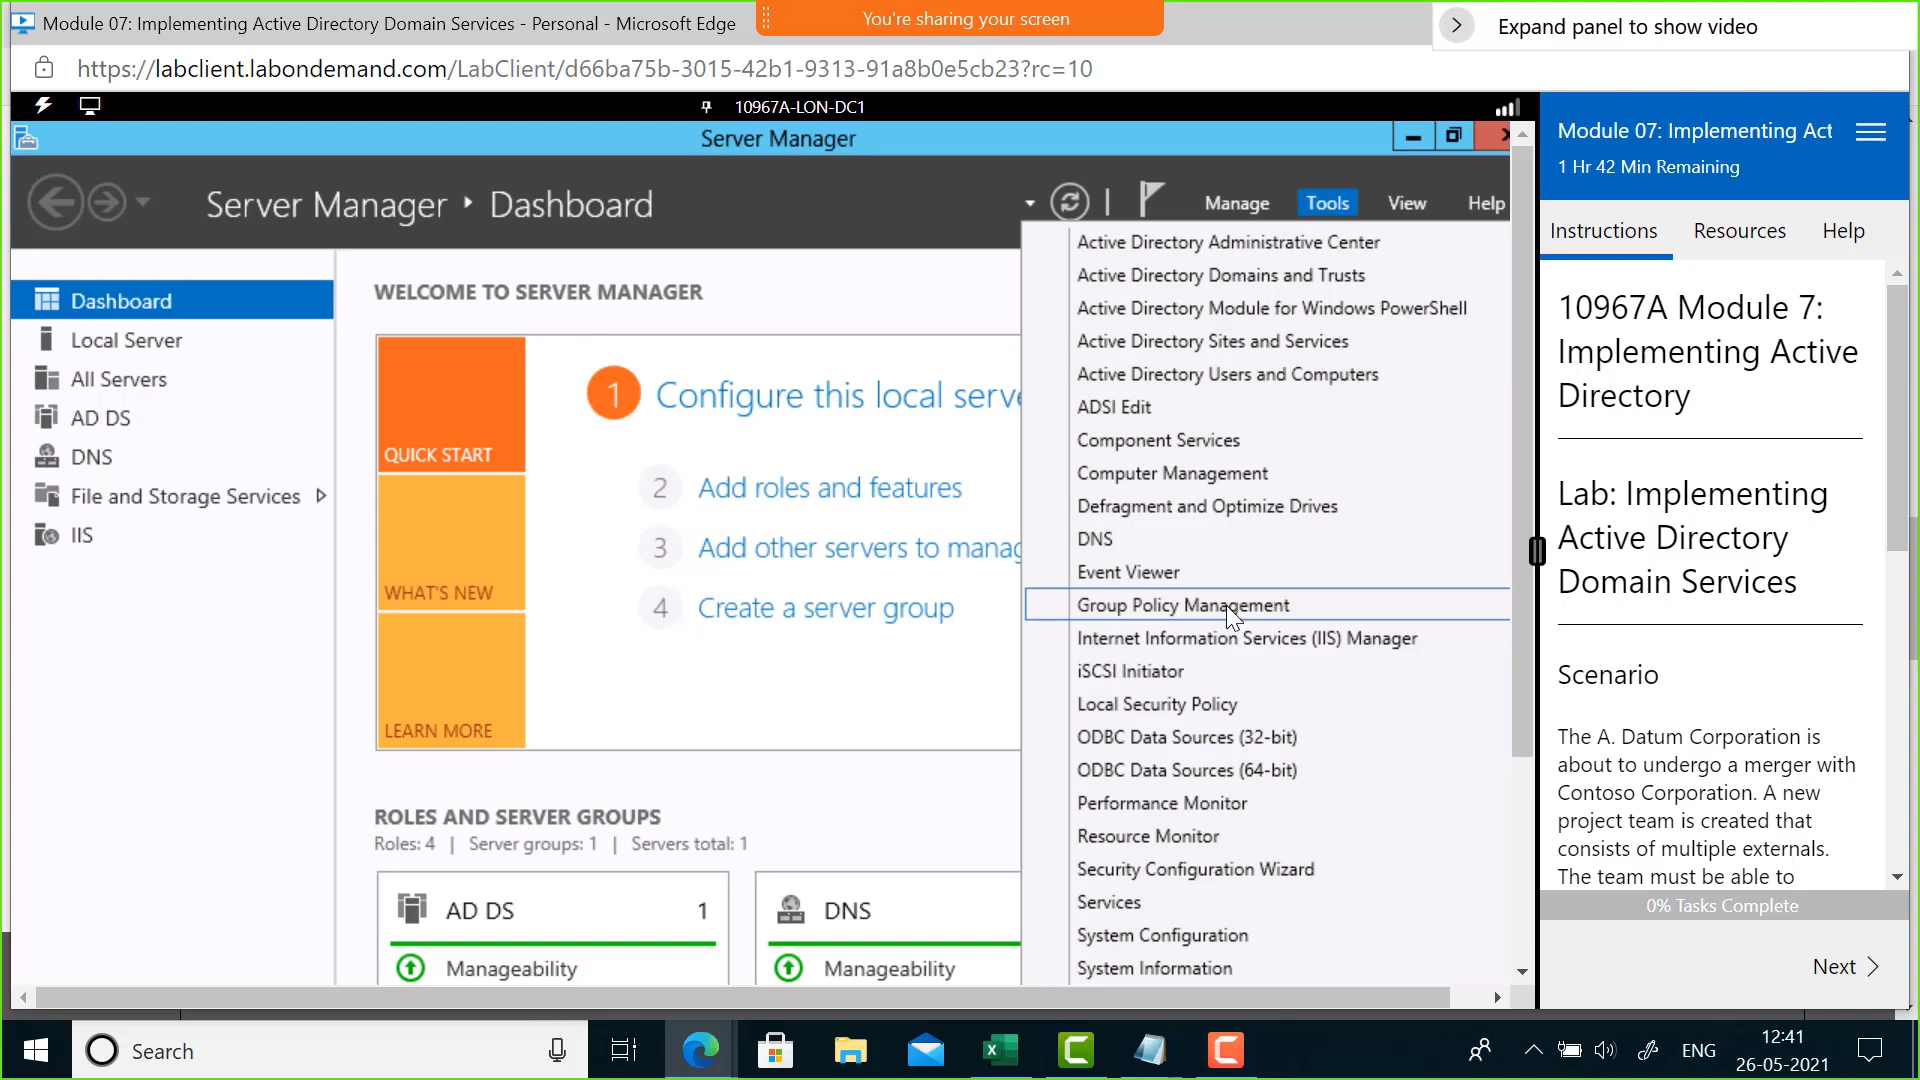 Module 07: Implementing Active Directory Domain Services - Personal - Microsoft Edge
You're sharing your screen
Expand panel to show video
https://labclient.labondemand.com/LabClient/d66ba75b-3015-42b1-9313-91a8b0e5cb23?rc=10
10967A-LON-DC1
Server Manager
Server Manager ‣ Dashboard
Manage
Tools
View
Help
Dashboard
Local Server
All Servers
AD DS
DNS
File and Storage Services
IIS
WELCOME TO SERVER MANAGER
QUICK START
WHAT'S NEW
LEARN MORE
1 Configure this local serve
2 Add roles and features
3 Add other servers to manag
4 Create a server group
ROLES AND SERVER GROUPS
Roles: 4 | Server groups: 1 | Servers total: 1
AD DS 1
Manageability
DNS
Manageability
Active Directory Administrative Center
Active Directory Domains and Trusts
Active Directory Module for Windows PowerShell
Active Directory Sites and Services
Active Directory Users and Computers
ADSI Edit
Component Services
Computer Management
Defragment and Optimize Drives
DNS
Event Viewer
Group Policy Management
Internet Information Services (IIS) Manager
iSCSI Initiator
Local Security Policy
ODBC Data Sources (32-bit)
ODBC Data Sources (64-bit)
Performance Monitor
Resource Monitor
Security Configuration Wizard
Services
System Configuration
System Information
Module 07: Implementing Act
1 Hr 42 Min Remaining
Instructions
Resources
Help
10967A Module 7:
Implementing Active
Directory
Lab: Implementing
Active Directory
Domain Services
Scenario
The A. Datum Corporation is
about to undergo a merger with
Contoso Corporation. A new
project team is created that
consists of multiple externals.
The team must be able to
0% Tasks Complete
Next
Search
ENG
12:41
26-05-2021